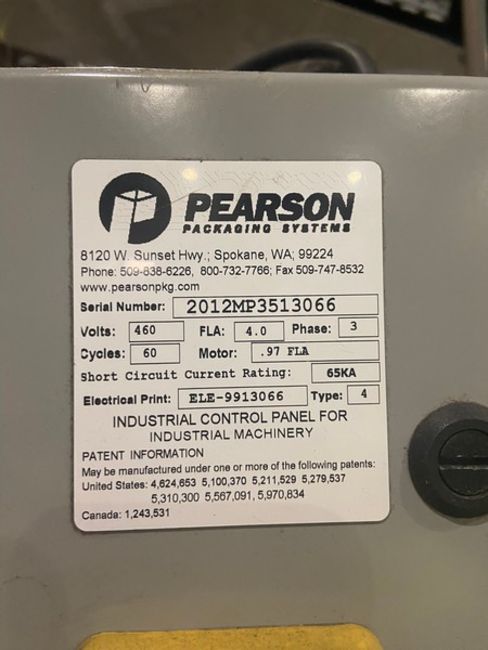 PEARSON
PACKAGING SYSTEMS
8120 W. Sunset Hwy.; Spokane, WA; 99224
Phone: 509-838-6226, 800-732-7766; Fax 509-747-8532
www.pearsonpkg.com
Serial Number: 2012MP3513066
Volts: 460 FLA: 4.0 Phase: 3
Cycles: 60 Motor: .97 FLA
Short Circuit Current Rating: 65KA
Electrical Print: ELE-9913066 Type: 4
INDUSTRIAL CONTROL PANEL FOR
INDUSTRIAL MACHINERY
PATENT INFORMATION
May be manufactured under one or more of the following patents:
United States: 4,624,653 5,100,370 5,211,529 5,279,537
5,310,300 5,567,091, 5,970,834
Canada: 1,243,531